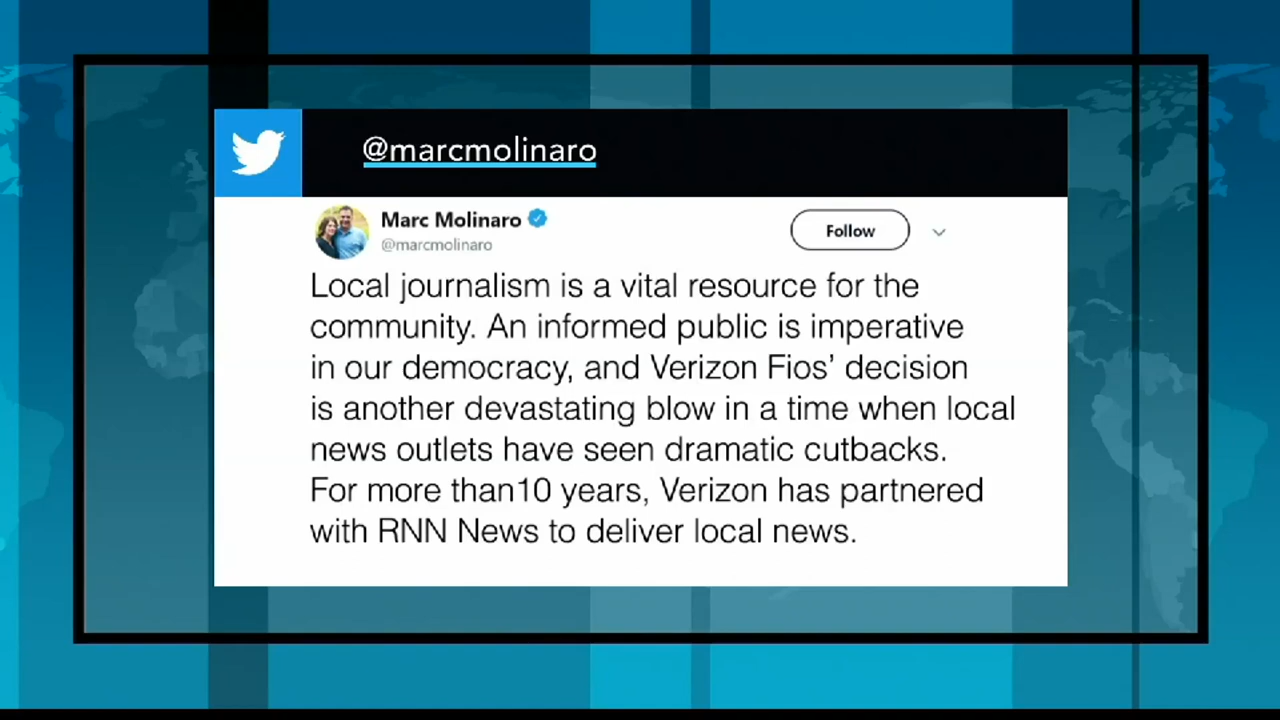 @marcmolinaro
Marc Molinaro
Follow
@marcmolinaro
Local journalism is a vital resource for the
community. An informed public is imperative
in our democracy, and Verizon Fios’ decision
is another devastating blow in a time when local
news outlets have seen dramatic cutbacks.
For more than10 years, Verizon has partnered
with RNN News to deliver local news.